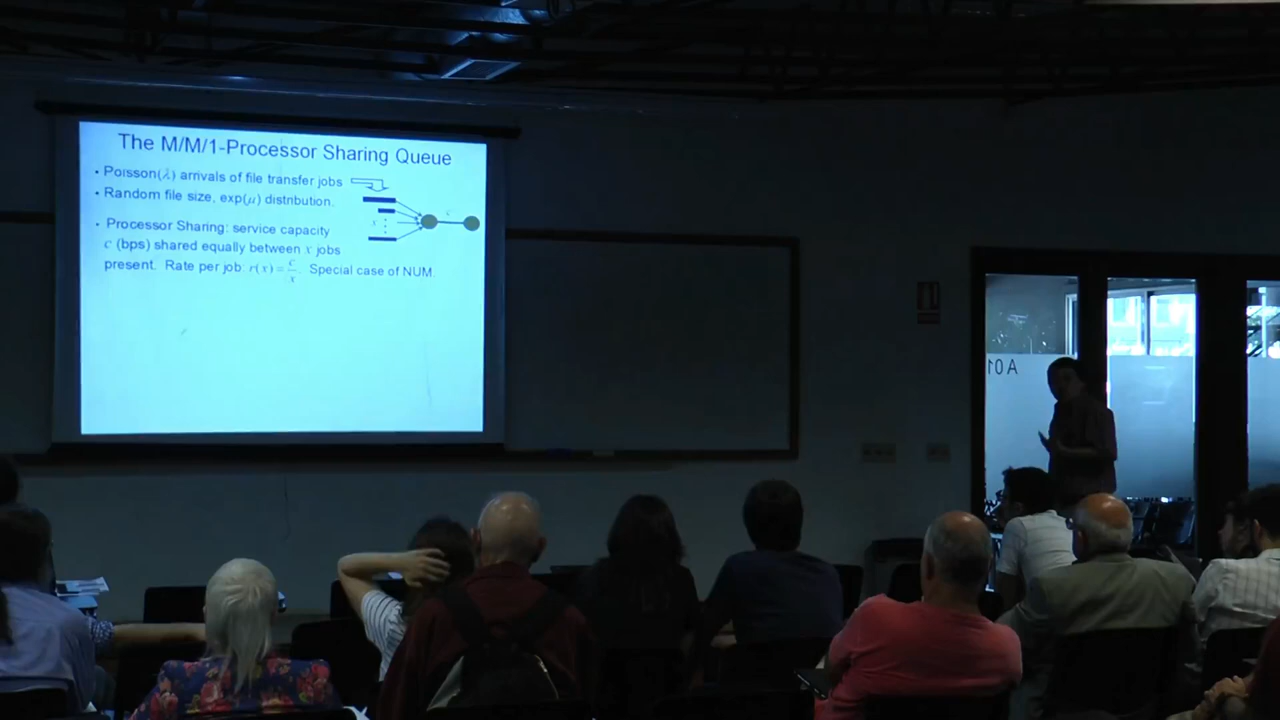 The M/M/1-Processor Sharing Queue
• Poisson(λ) arrivals of file transfer jobs
• Random file size, exp(μ) distribution.
c
x
• Processor Sharing: service capacity
c (bps) shared equally between x jobs
present. Rate per job: r(x) = c/x. Special case of NUM.
A01